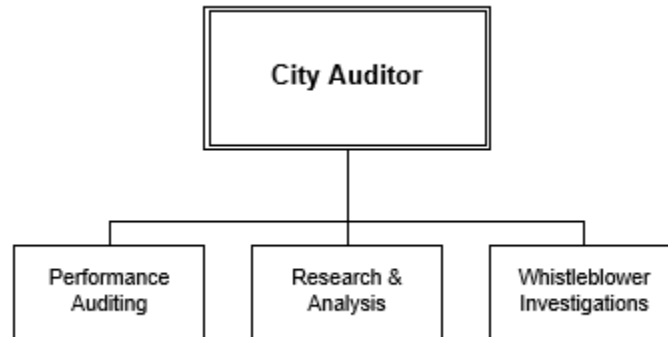 City Auditor
Performance
Auditing
Research &
Analysis
Whistleblower
Investigations